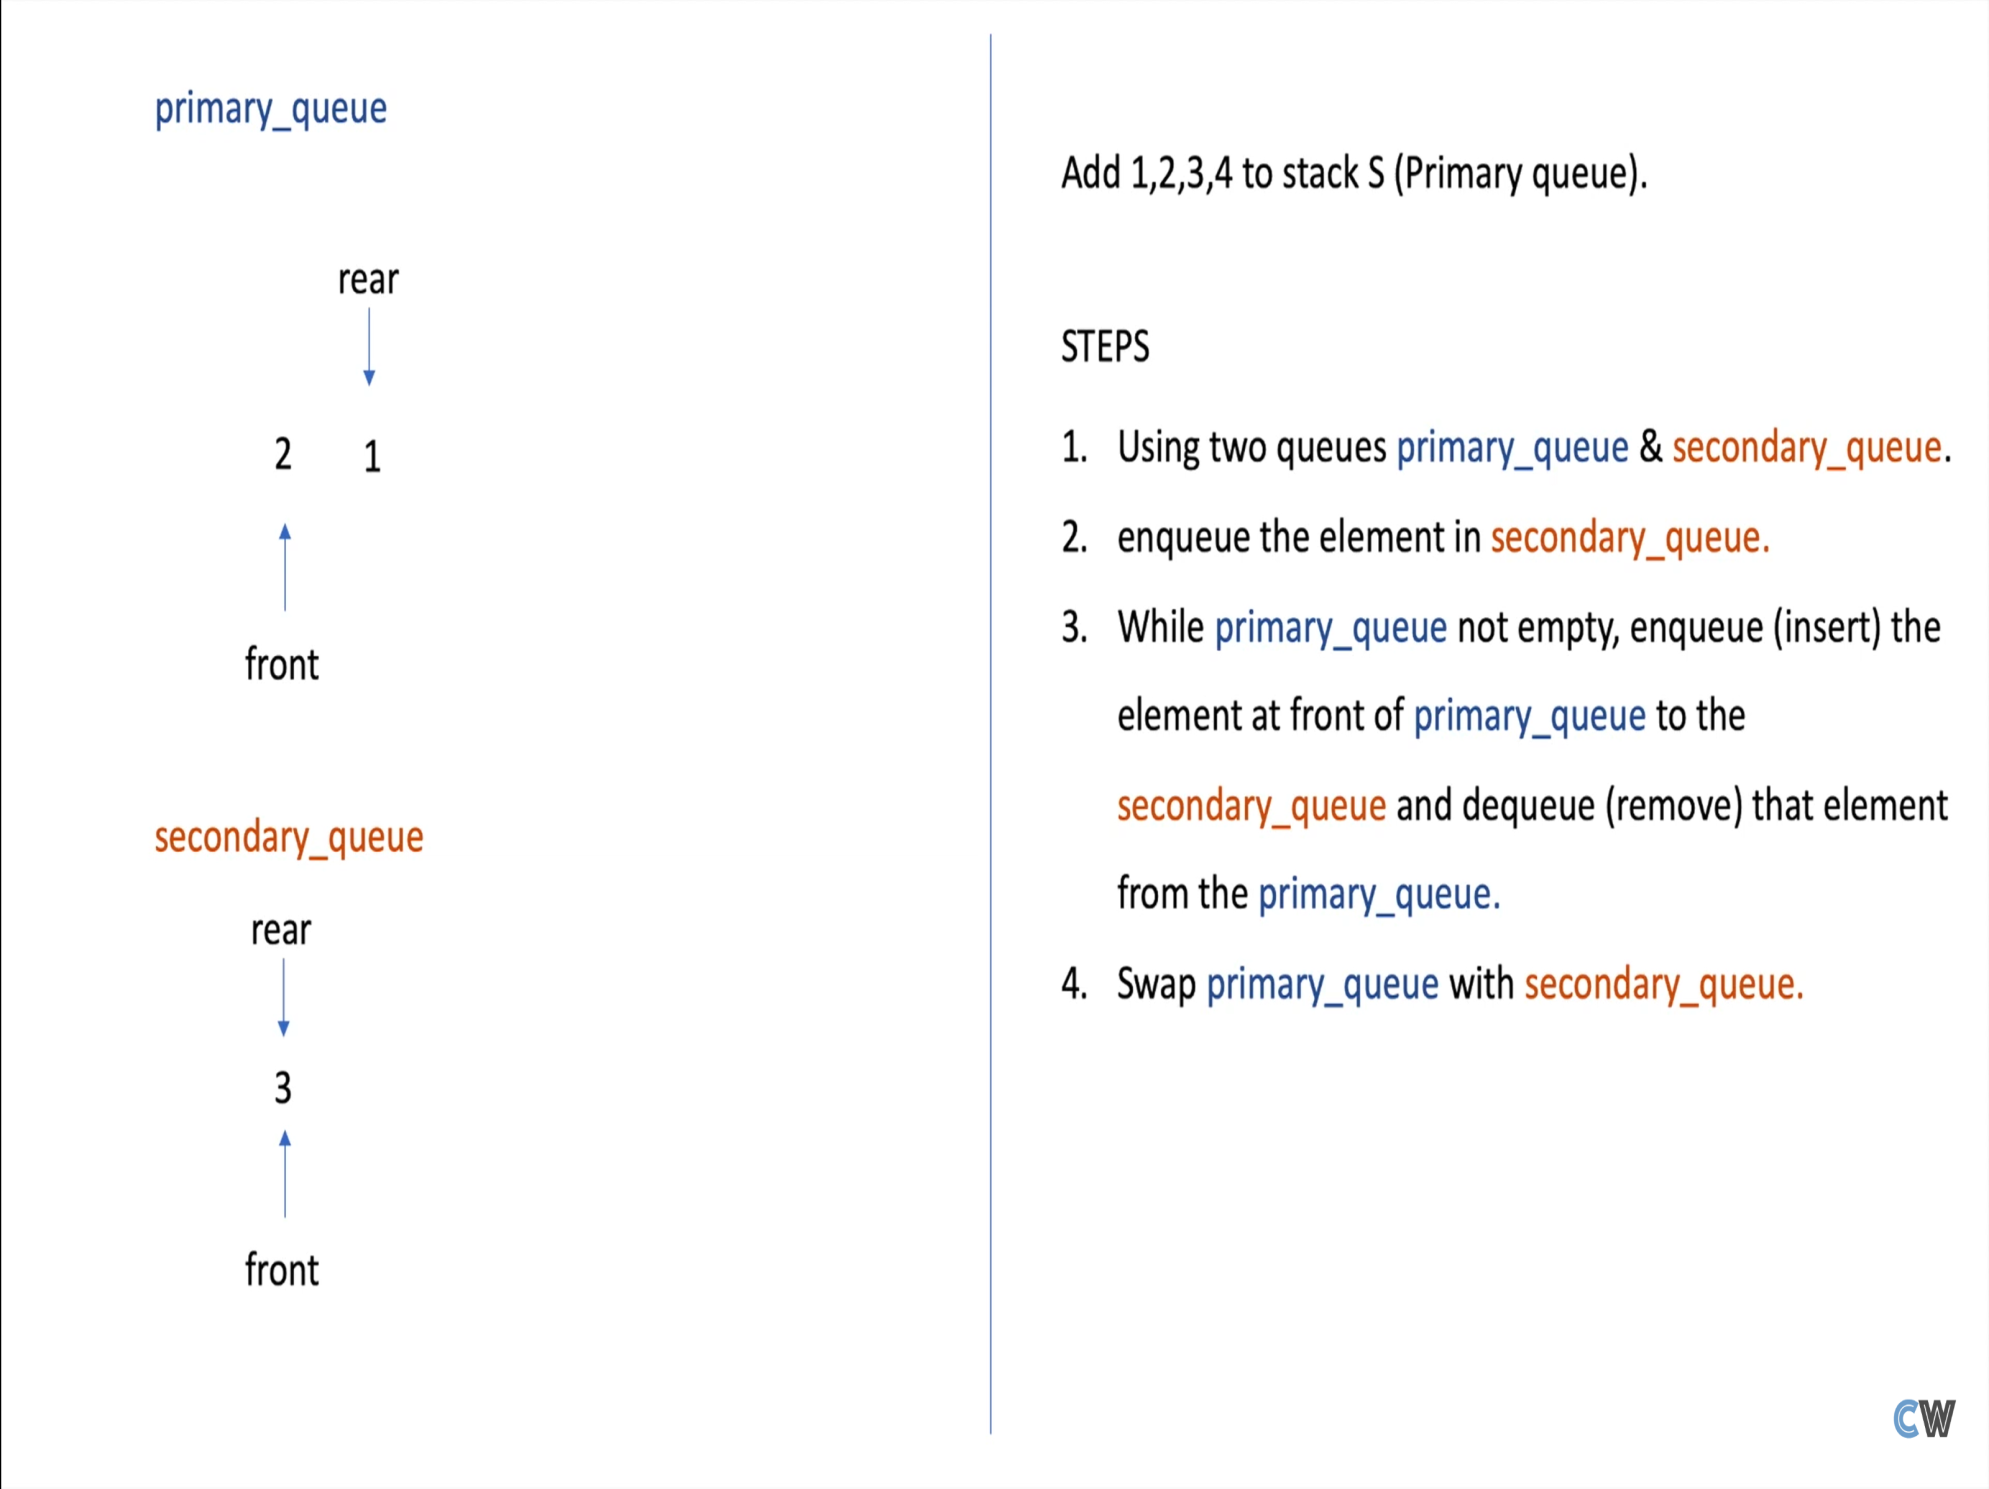 primary_queue
rear
2 1
front
secondary_queue
rear
3
front
Add 1,2,3,4 to stack S (Primary queue).
STEPS
1. Using two queues primary_queue & secondary_queue.
2. enqueue the element in secondary_queue.
3. While primary_queue not empty, enqueue (insert) the
element at front of primary_queue to the
secondary_queue and dequeue (remove) that element
from the primary_queue.
4. Swap primary_queue with secondary_queue.
CW